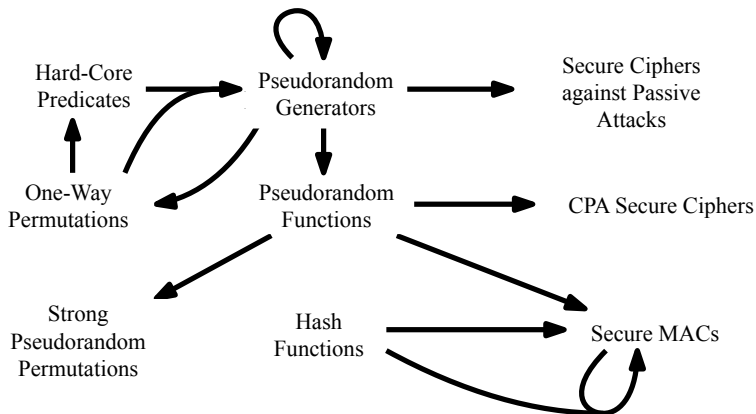 Hard-Core
Predicates
Pseudorandom
Generators
Secure Ciphers
against Passive
Attacks
One-Way
Permutations
Pseudorandom
Functions
CPA Secure Ciphers
Strong
Pseudorandom
Permutations
Hash
Functions
Secure MACs